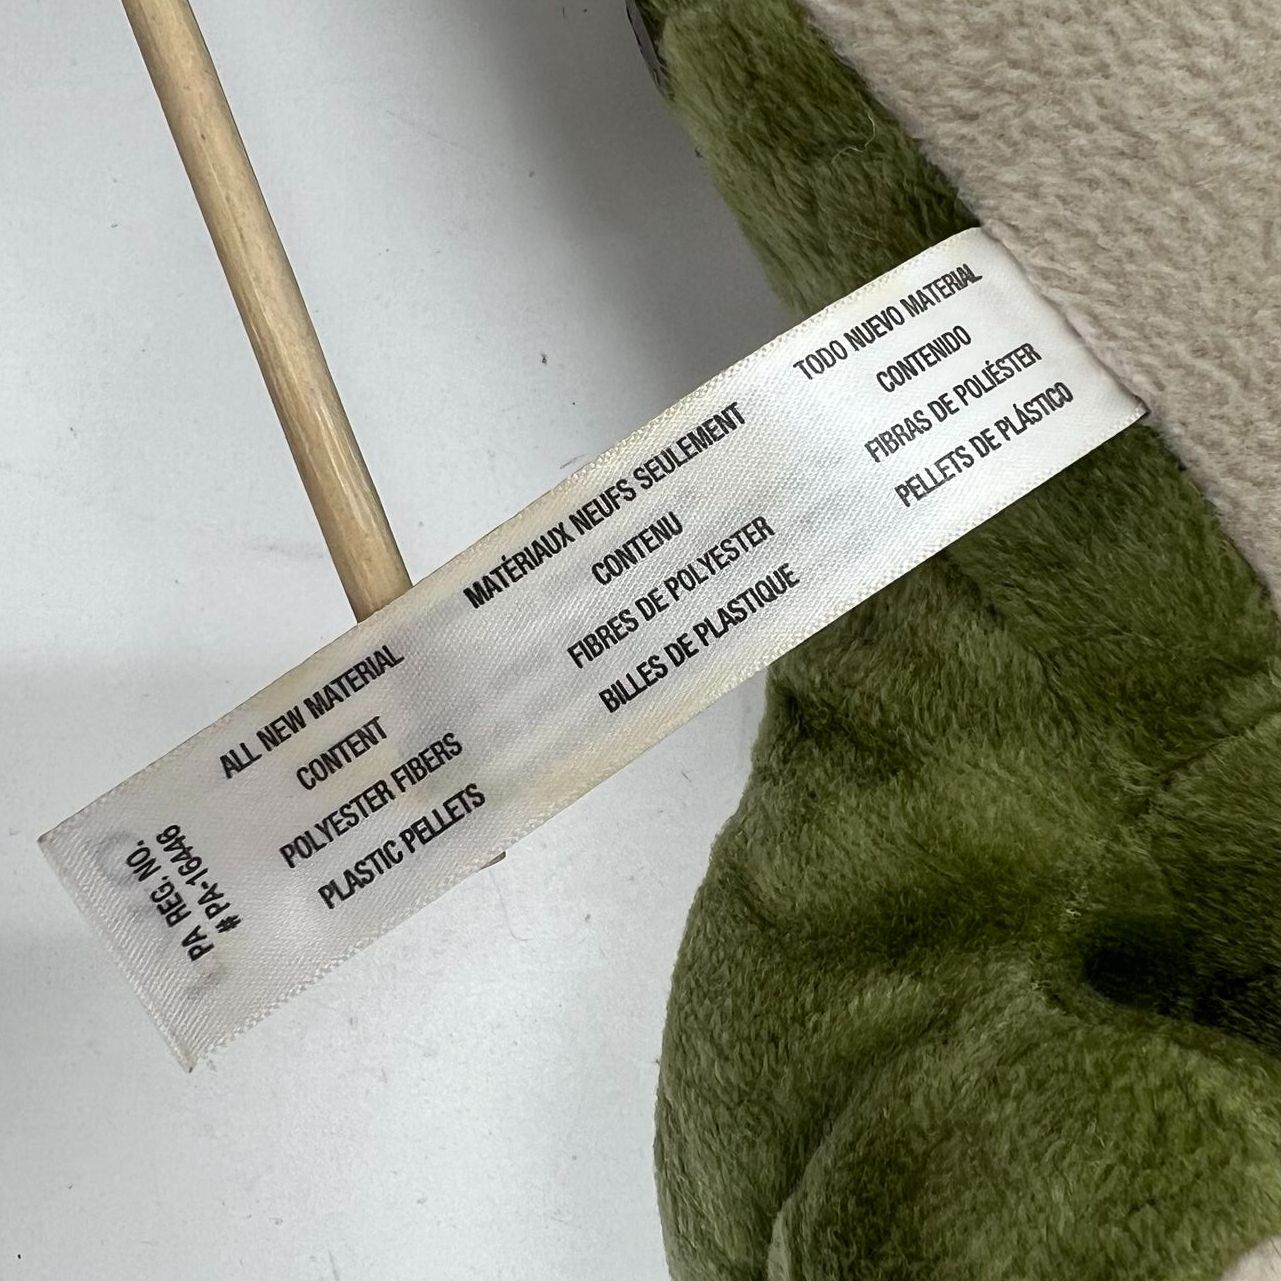 TODO NUEVO MATERIAL
CONTENIDO
FIBRAS DE POLIÉSTER
PELLETS DE PLÁSTICO
MATÉRIAUX NEUFS SEULEMENT
CONTENU
FIBRES DE POLYESTER
BILLES DE PLASTIQUE
ALL NEW MATERIAL
CONTENT
POLYESTER FIBERS
PLASTIC PELLETS
PA REG. NO.
# PA-16446